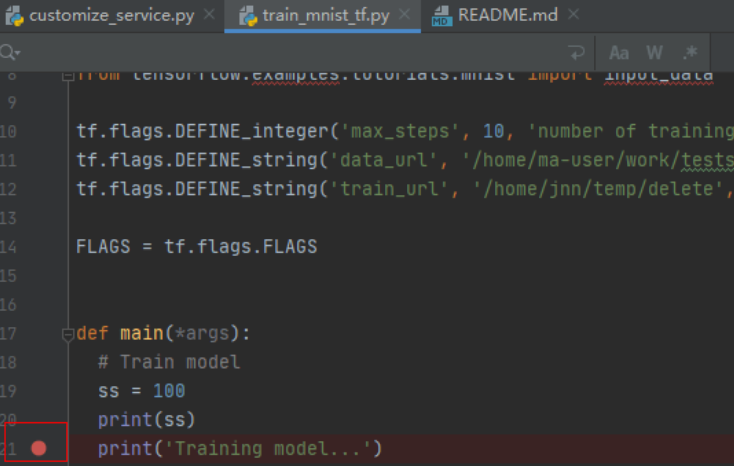 customize_service.py × train_mnist_tf.py × MD README.md ×
Aa W .*
8 from tensorflow.examples.tutorials.mnist import input_data
9
10 tf.flags.DEFINE_integer('max_steps', 10, 'number of training
11 tf.flags.DEFINE_string('data_url', '/home/ma-user/work/tests
12 tf.flags.DEFINE_string('train_url', '/home/jnn/temp/delete',
13
14 FLAGS = tf.flags.FLAGS
15
16
17 def main(*args):
18 # Train model
19 ss = 100
20 print(ss)
21 print('Training model...')